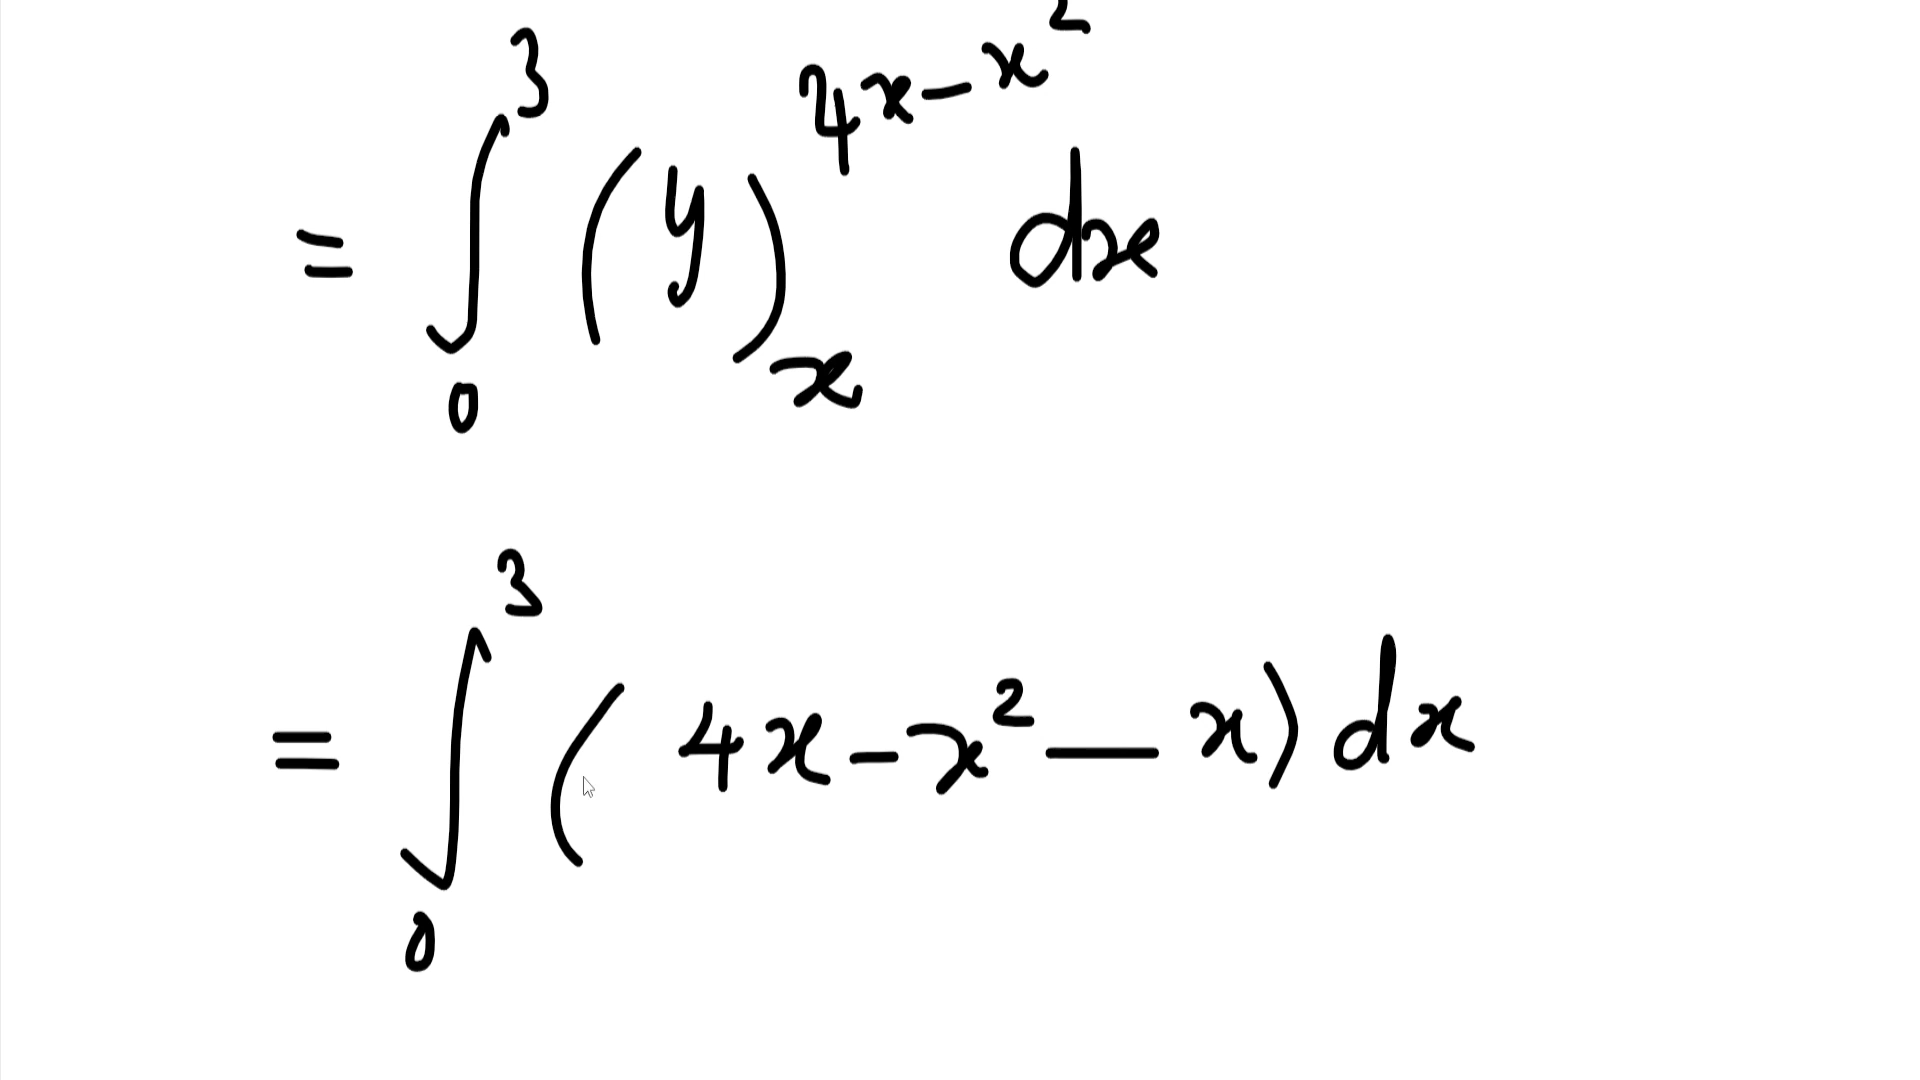 = ∫₀³ (y)ₓ^{4x-x²} dx
= ∫₀³ (4x - x² - x) dx